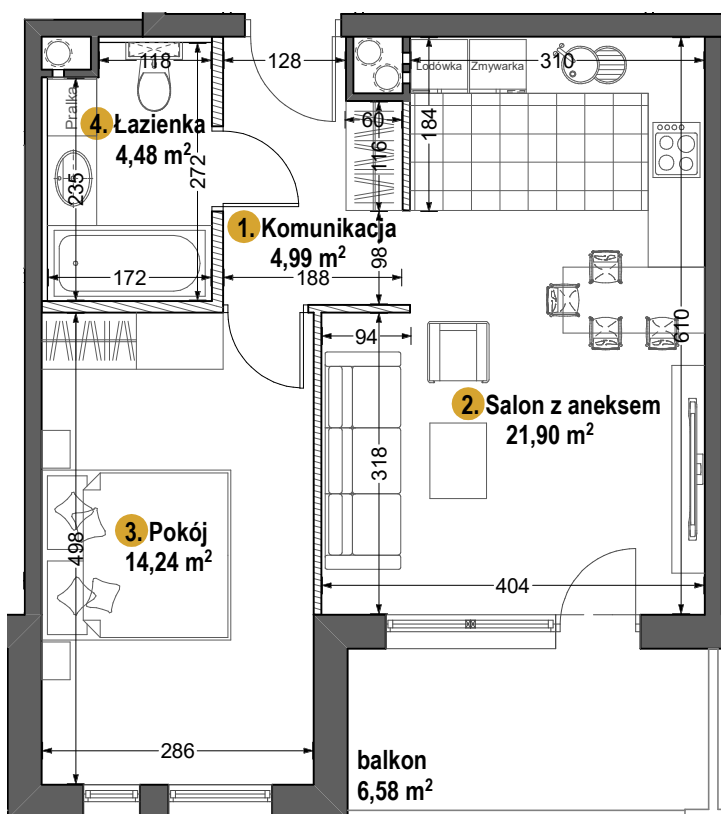 118
128
310
Lodówka
Zmywarka
Pralka
4. Łazienka
4,48 m²
60
116
184
235
272
1. Komunikacja
4,99 m²
98
172
188
610
94
2. Salon z aneksem
21,90 m²
318
498
3. Pokój
14,24 m²
404
286
balkon
6,58 m²